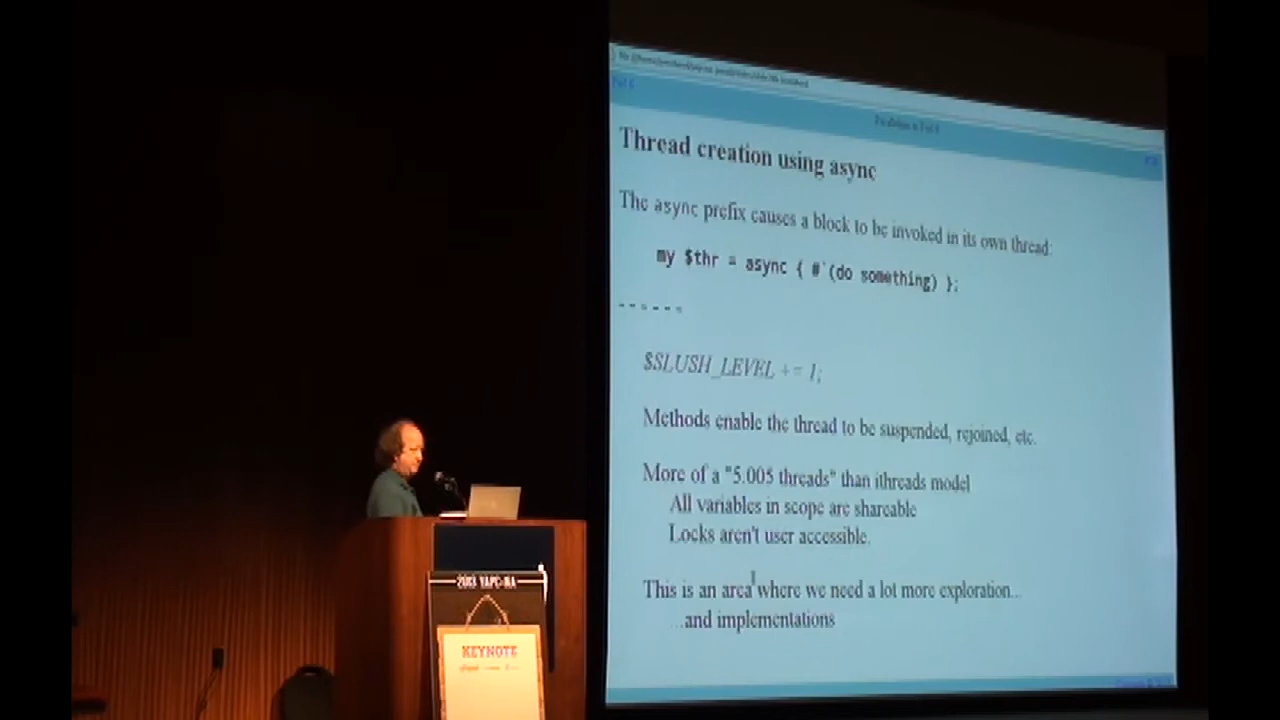 Thread creation using async
The async prefix causes a block to be invoked in its own thread:
my $thr = async { #`(do something) };
------
$SLUSH_LEVEL += 1;
Methods enable the thread to be suspended, rejoined, etc.
More of a "5.005 threads" than ithreads model
All variables in scope are shareable
Locks aren't user accessible.
This is an area where we need a lot more exploration...
...and implementations
2013 YAPC::NA
KEYNOTE